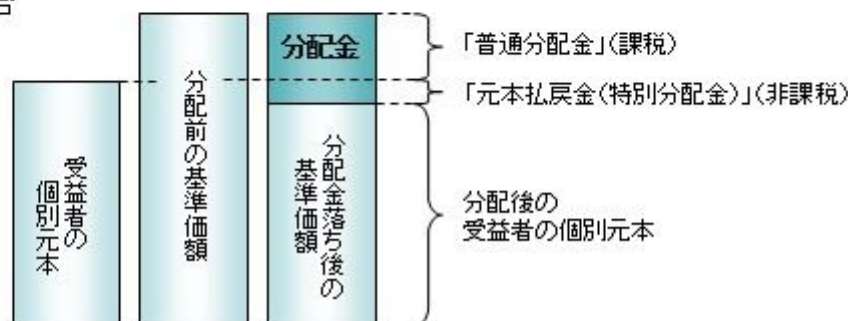 受益者の
個別元本
分配前の基準価額
分配金
分配金落ち後の
基準価額
「普通分配金」(課税)
「元本払戻金(特別分配金)」(非課税)
分配後の
受益者の個別元本